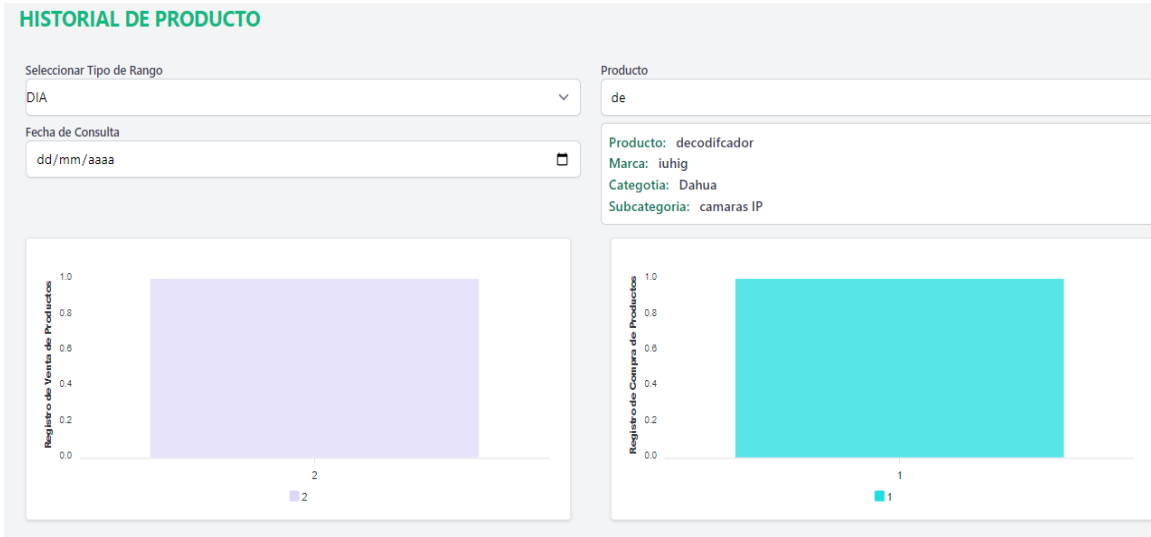 HISTORIAL DE PRODUCTO
Seleccionar Tipo de Rango
DIA
Fecha de Consulta
dd/mm/aaaa
Producto
de
Producto: decodifcador
Marca: iuhig
Categotia: Dahua
Subcategoria: camaras IP
Registro de Venta de Productos
1.0
0.8
0.6
0.4
0.2
0.0
2
2
Registro de Compra de Productos
1.0
0.8
0.6
0.4
0.2
0.0
1
1